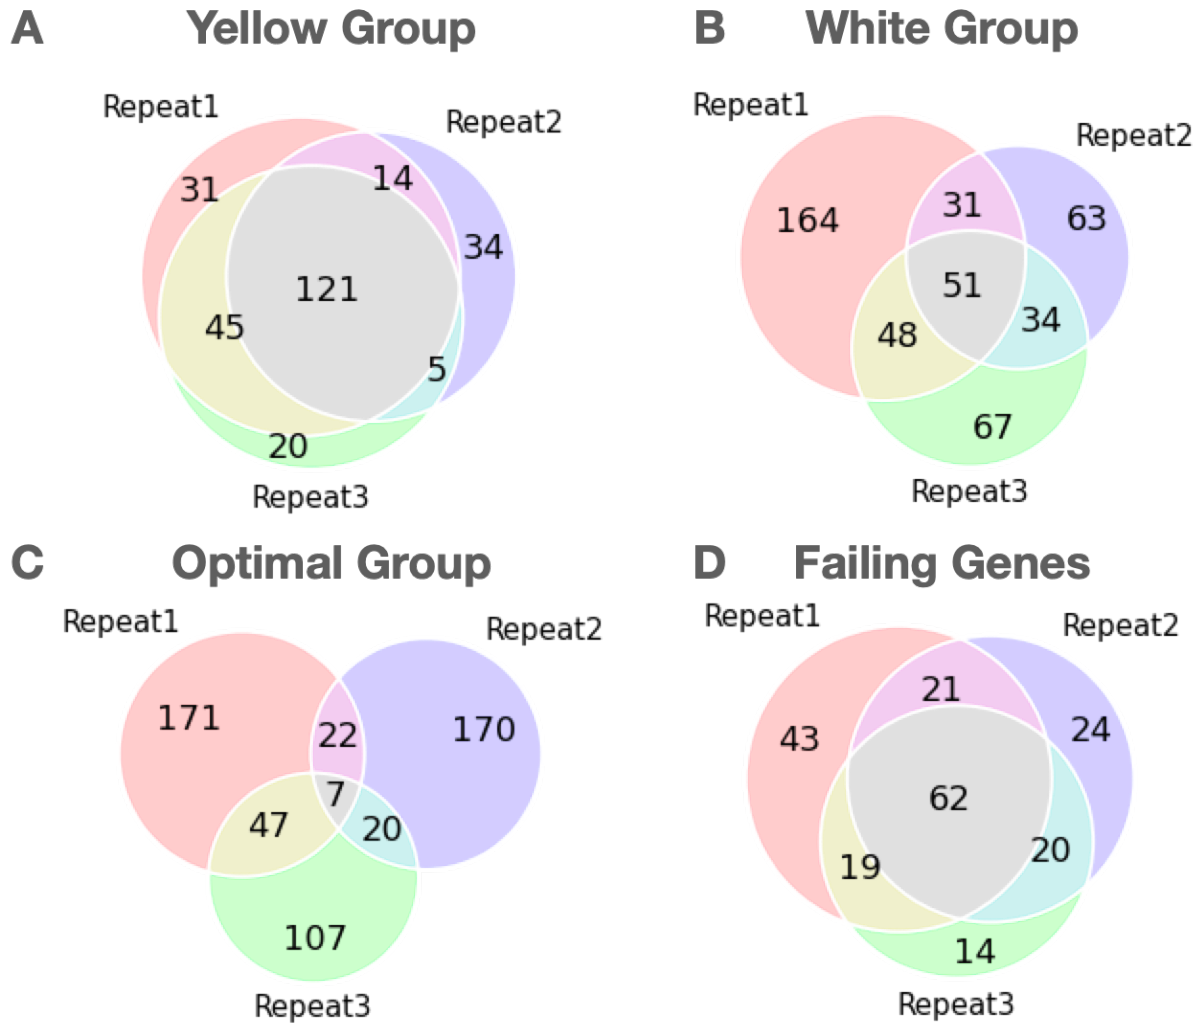 A Yellow Group
Repeat1
Repeat2
31
14
34
121
45
5
20
Repeat3
B White Group
Repeat1
Repeat2
164
31
63
51
48
34
67
Repeat3
C Optimal Group
Repeat1
Repeat2
171
22
170
7
47
20
107
Repeat3
D Failing Genes
Repeat1
Repeat2
43
21
24
62
19
20
14
Repeat3